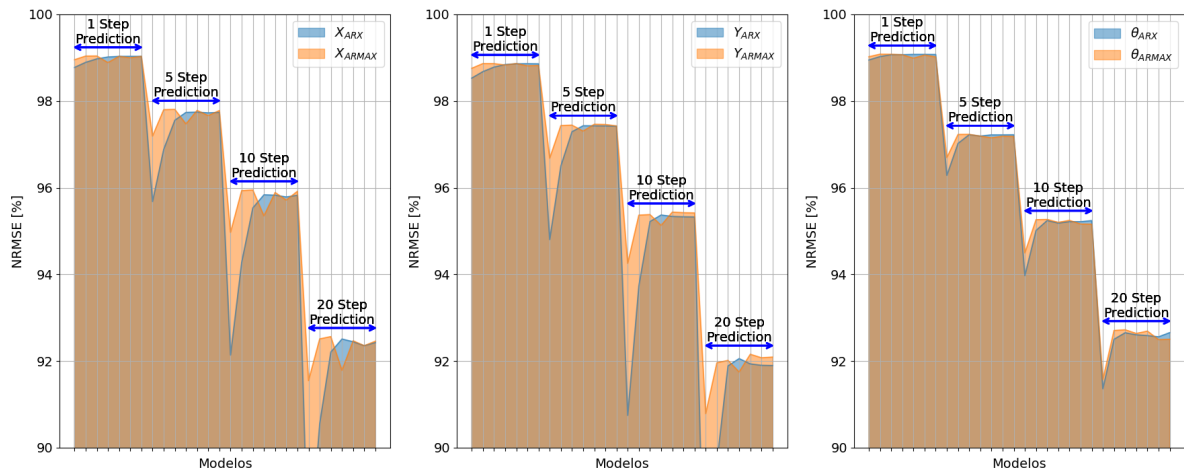 100
98
96
94
92
90
NRMSE [%]
Modelos
1 Step
Prediction
5 Step
Prediction
10 Step
Prediction
20 Step
Prediction
X_ARX
X_ARMAX
100
98
96
94
92
90
NRMSE [%]
Modelos
1 Step
Prediction
5 Step
Prediction
10 Step
Prediction
20 Step
Prediction
Y_ARX
Y_ARMAX
100
98
96
94
92
90
NRMSE [%]
Modelos
1 Step
Prediction
5 Step
Prediction
10 Step
Prediction
20 Step
Prediction
θ_ARX
θ_ARMAX